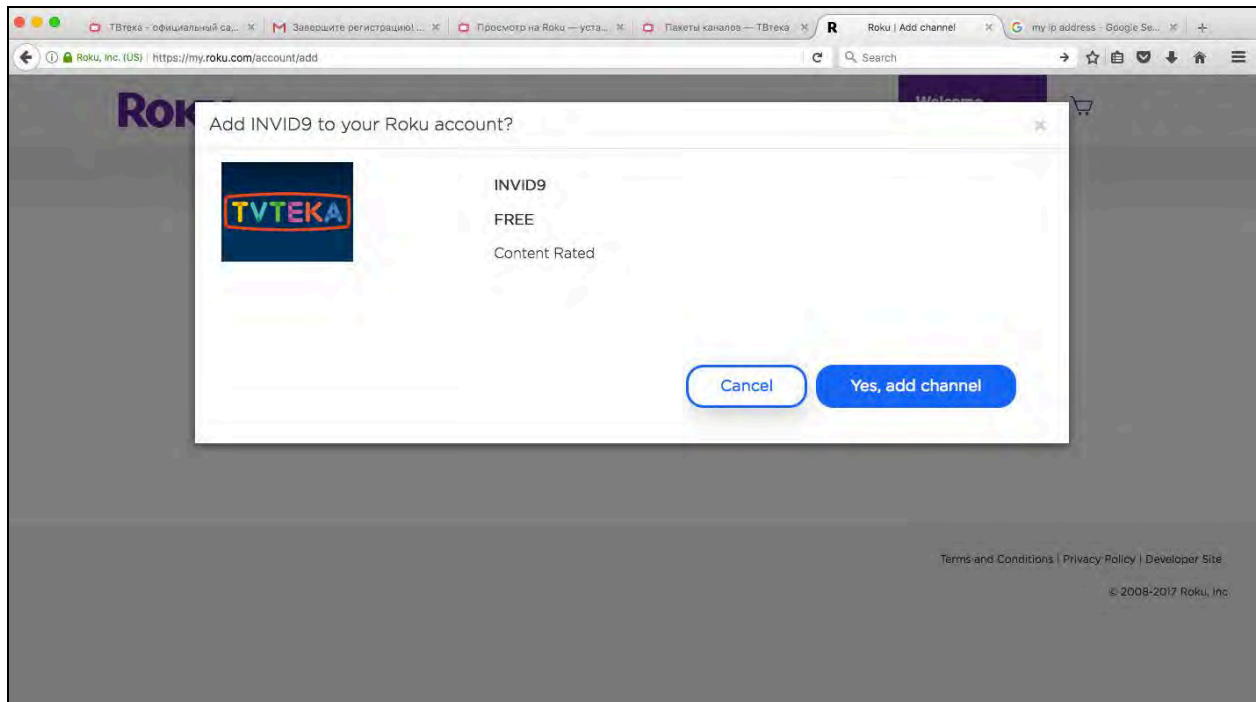 ТВтека - официальный са...
Завершите регистрацию! ...
Просмотр на Roku — уста...
Пакеты каналов — ТВтека
R Roku | Add channel
G my ip address - Google Se...
Roku, Inc. (US) https://my.roku.com/account/add
Search
Welcome
Add INVID9 to your Roku account?
TVTEKA
INVID9
FREE
Content Rated
Cancel
Yes, add channel
Terms and Conditions | Privacy Policy | Developer Site
© 2008-2017 Roku, Inc